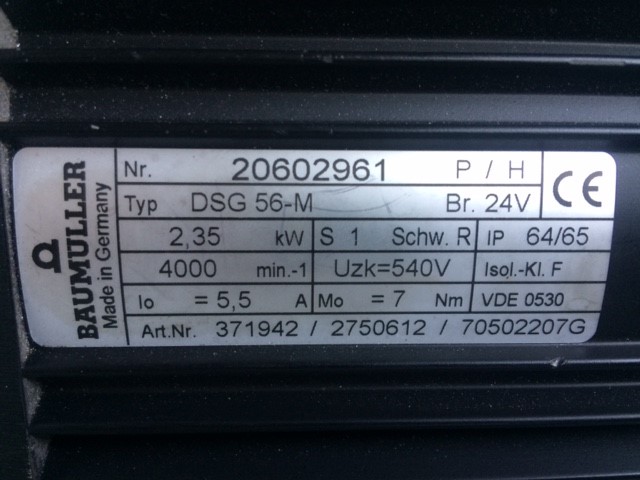 BAUMULLER
Made in Germany
Nr. 20602961 P / H
Typ DSG 56-M Br. 24V
CE
2,35 kW S 1 Schw. R IP 64/65
4000 min.-1 Uzk=540V Isol.-Kl. F
Io = 5,5 A Mo = 7 Nm VDE 0530
Art.Nr. 371942 / 2750612 / 70502207G